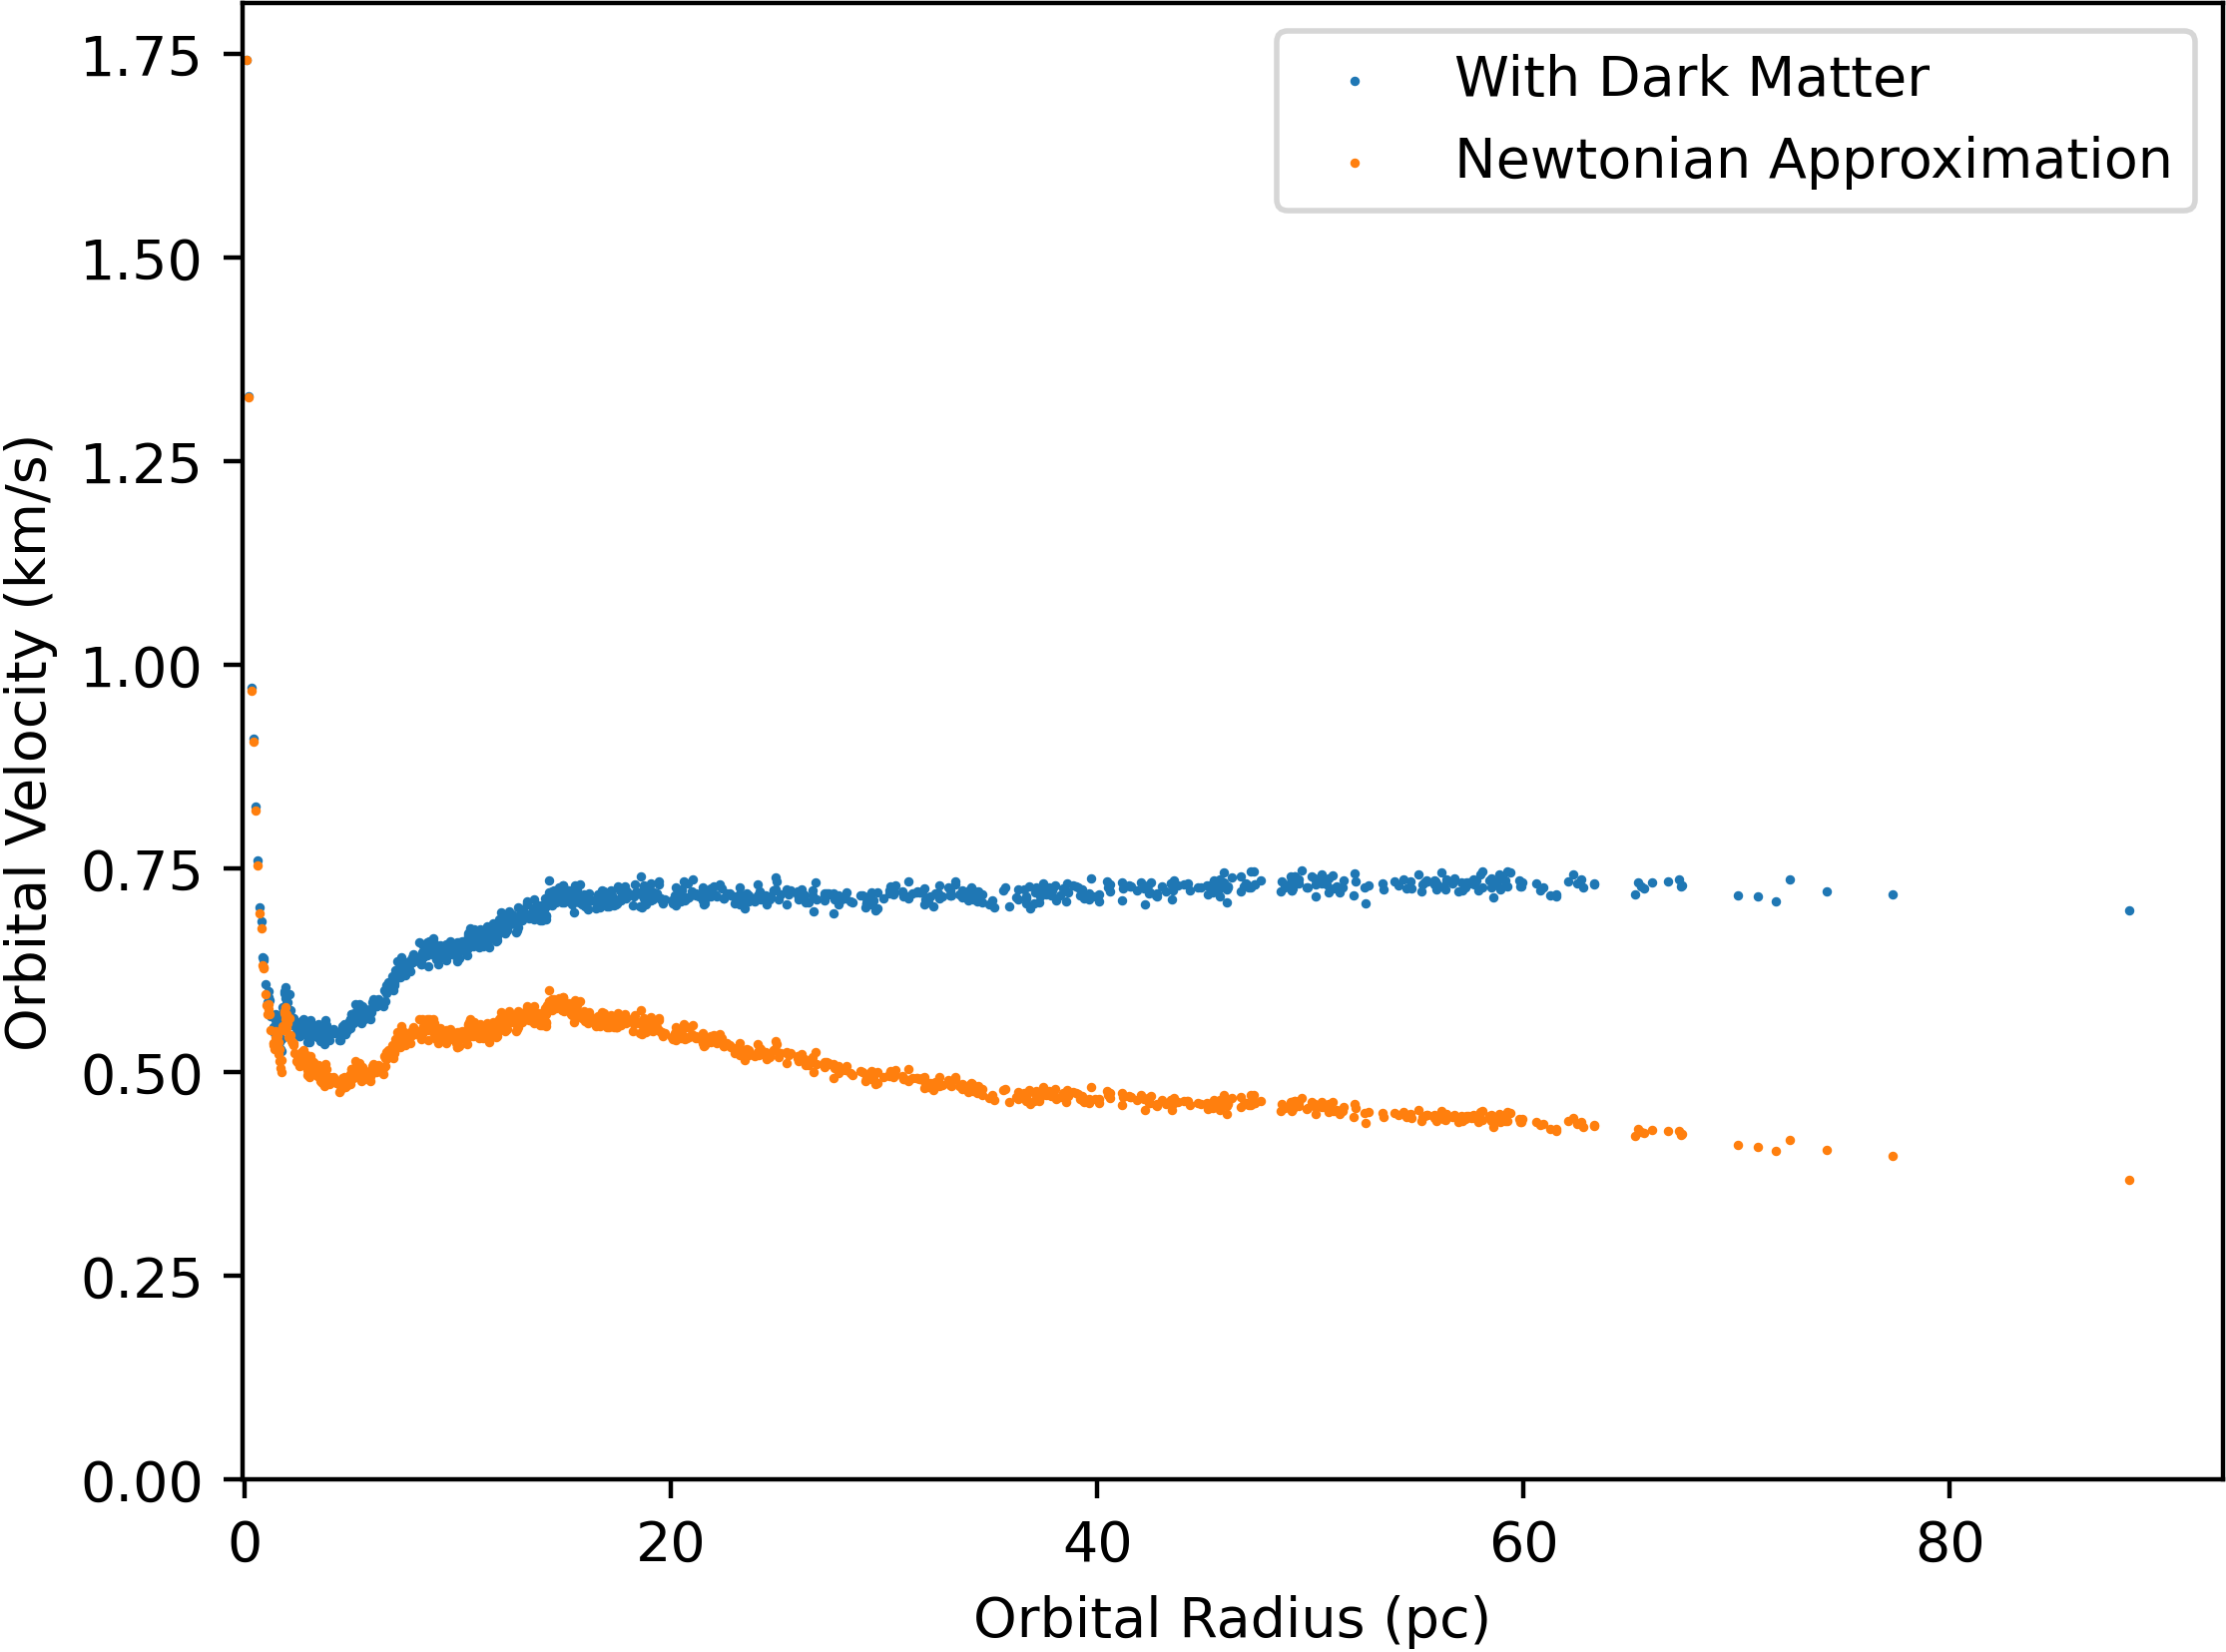 With Dark Matter
Newtonian Approximation
Orbital Velocity (km/s)
1.75
1.50
1.25
1.00
0.75
0.50
0.25
0.00
0 20 40 60 80
Orbital Radius (pc)